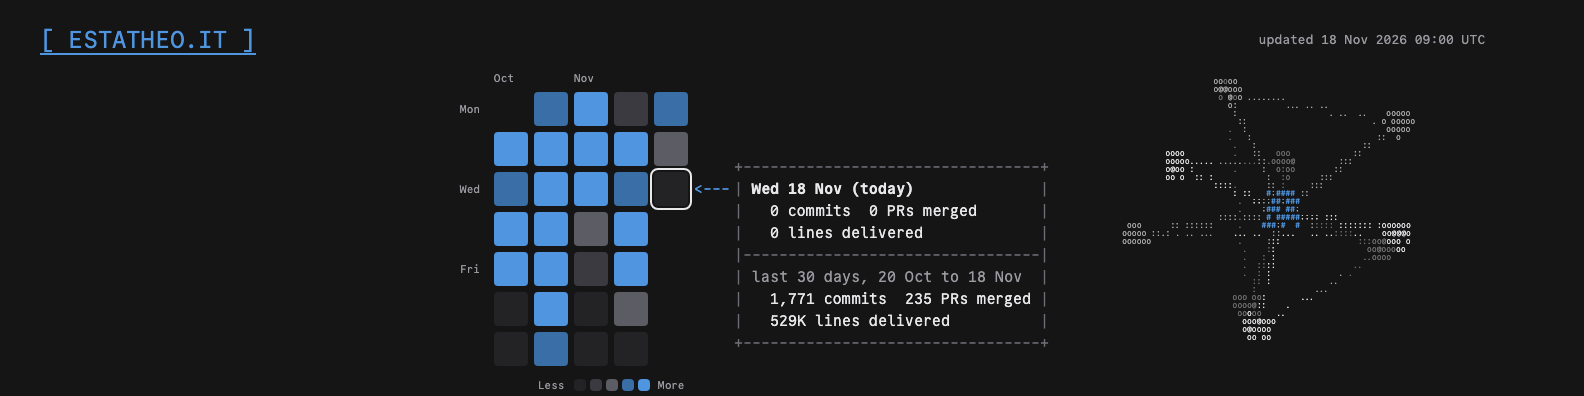 [ ESTATHEO.IT ]
updated 18 Nov 2026 09:00 UTC
Oct Nov
Mon
Wed
Fri
<---
Wed 18 Nov (today)
0 commits 0 PRs merged
0 lines delivered
last 30 days, 20 Oct to 18 Nov
1,771 commits 235 PRs merged
529K lines delivered
Less More